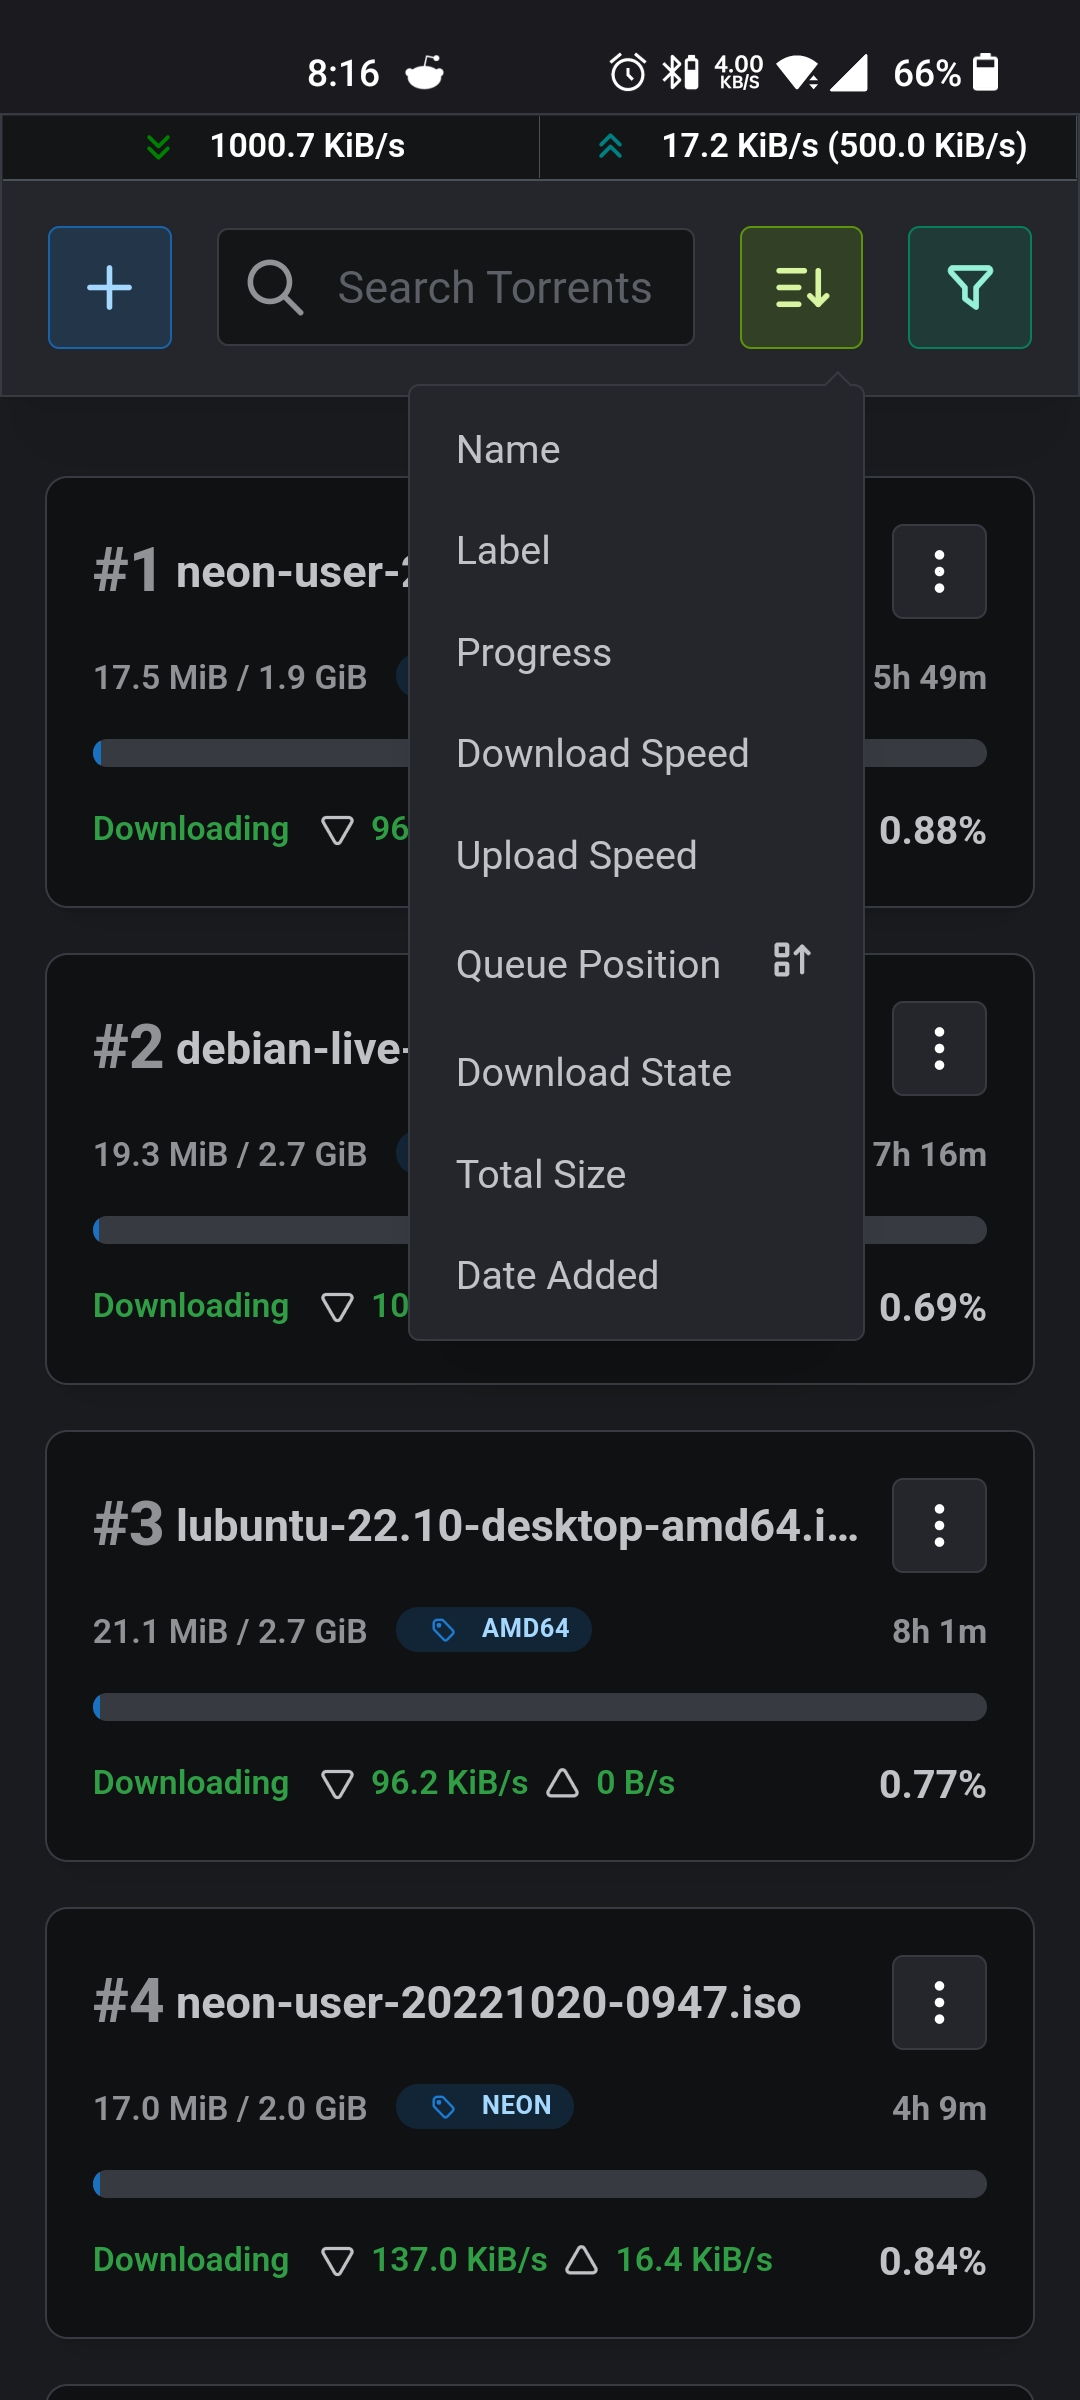 8:16 4.00 KB/S 66%
1000.7 KiB/s 17.2 KiB/s (500.0 KiB/s)
Search Torrents
Name
Label
Progress
Download Speed
Upload Speed
Queue Position
Download State
Total Size
Date Added
#1 neon-user-
17.5 MiB / 1.9 GiB 5h 49m
Downloading 96 0.88%
#2 debian-live-
19.3 MiB / 2.7 GiB 7h 16m
Downloading 10 0.69%
#3 lubuntu-22.10-desktop-amd64.i...
21.1 MiB / 2.7 GiB AMD64 8h 1m
Downloading 96.2 KiB/s 0 B/s 0.77%
#4 neon-user-20221020-0947.iso
17.0 MiB / 2.0 GiB NEON 4h 9m
Downloading 137.0 KiB/s 16.4 KiB/s 0.84%